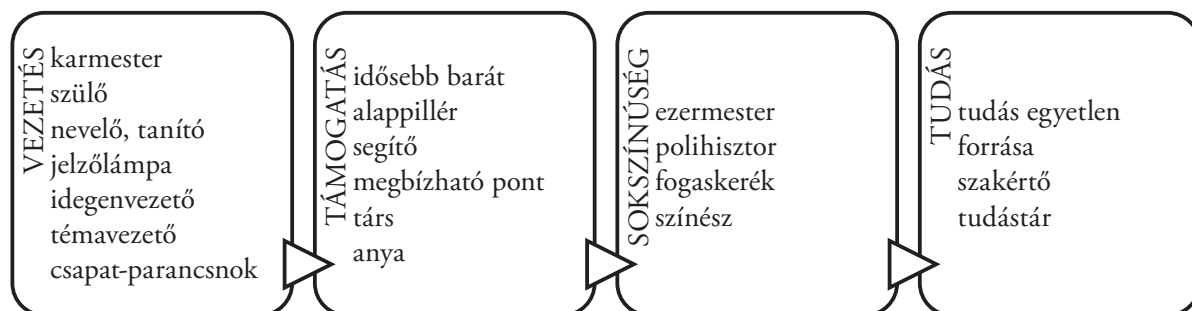 VEZETÉS
karmester
szülő
nevelő, tanító
jelzőlámpa
idegenvezető
témavezető
csapat-parancsnok
TÁMOGATÁS
idősebb barát
alappillér
segítő
megbízható pont
társ
anya
SOKSZÍNÚSÉG
ezermester
polihisztor
fogaskerék
színész
TUDÁS
tudás egyetlen
forrása
szakértő
tudástár